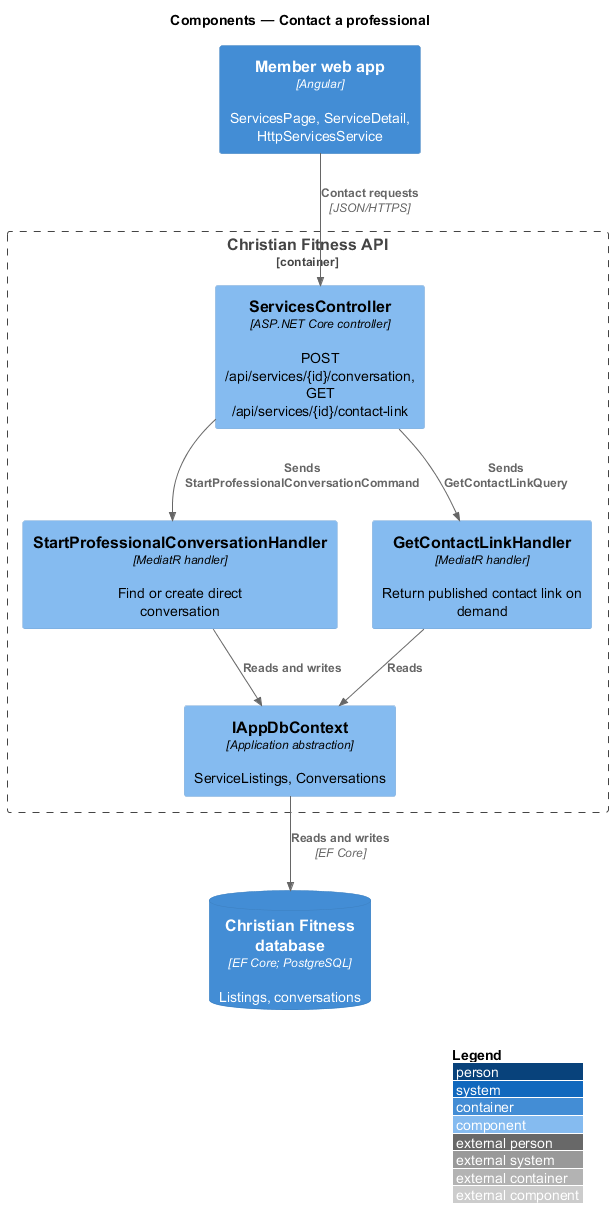 Components — Contact a professional
Member web app
[Angular]
ServicesPage, ServiceDetail,
HttpServicesService
Contact requests
[JSON/HTTPS]
Christian Fitness API
[container]
ServicesController
[ASP.NET Core controller]
POST
/api/services/{id}/conversation,
GET
/api/services/{id}/contact-link
Sends
StartProfessionalConversationCommand
Sends
GetContactLinkQuery
StartProfessionalConversationHandler
[MediatR handler]
Find or create direct
conversation
GetContactLinkHandler
[MediatR handler]
Return published contact link on
demand
Reads and writes
Reads
IAppDbContext
[Application abstraction]
ServiceListings, Conversations
Reads and writes
[EF Core]
Christian Fitness
database
[EF Core; PostgreSQL]
Listings, conversations
Legend
person
system
container
component
external person
external system
external container
external component